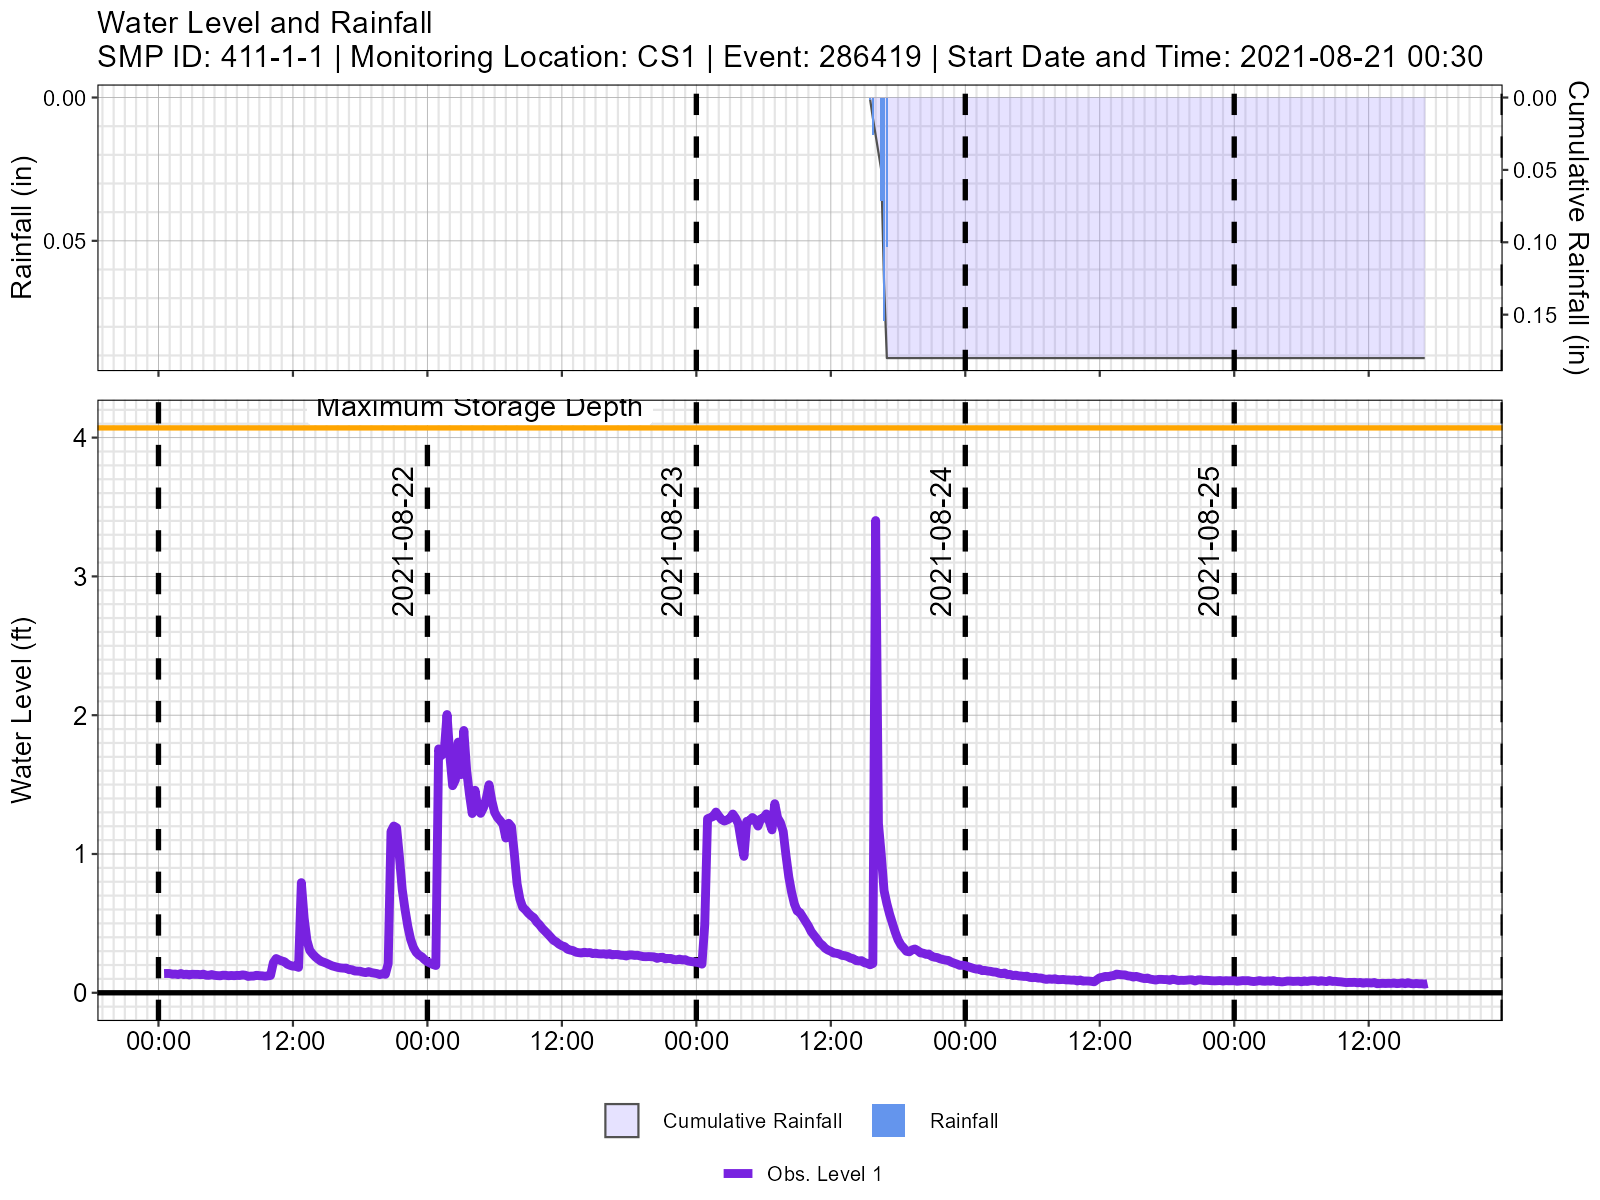 Water Level and Rainfall
SMP ID: 411-1-1 | Monitoring Location: CS1 | Event: 286419 | Start Date and Time: 2021-08-21 00:30
Rainfall (in)
0.00
0.05
0.00
0.05
0.10
0.15
Cumulative Rainfall (in)
Maximum Storage Depth
Water Level (ft)
4
3
2
1
0
2021-08-22
2021-08-23
2021-08-24
2021-08-25
00:00 12:00 00:00 12:00 00:00 12:00 00:00 12:00 00:00 12:00
Cumulative Rainfall Rainfall
Obs. Level 1